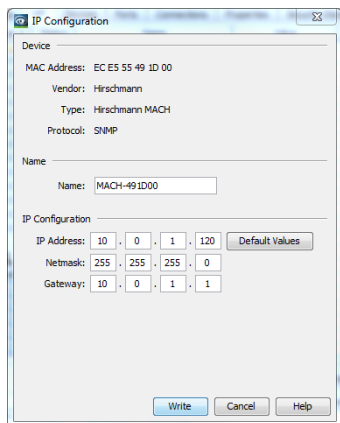 IP Configuration
Device
MAC Address: EC E5 55 49 1D 00
Vendor: Hirschmann
Type: Hirschmann MACH
Protocol: SNMP
Name
Name: MACH-491D00
IP Configuration
IP Address: 10 . 0 . 1 . 120 Default Values
Netmask: 255 . 255 . 255 . 0
Gateway: 10 . 0 . 1 . 1
Write Cancel Help